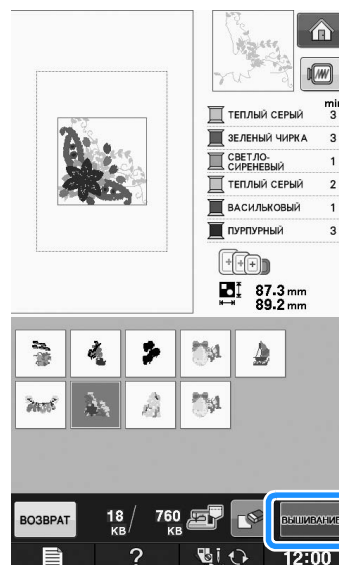 min
ТЕПЛЫЙ СЕРЫЙ 3
ЗЕЛЕНЫЙ ЧИРКА 3
СВЕТЛО-
СИРЕНЕВЫЙ 1
ТЕПЛЫЙ СЕРЫЙ 2
ВАСИЛЬКОВЫЙ 1
ПУРПУРНЫЙ 3
87.3 mm
89.2 mm
ВОЗВРАТ 18 KB / 760 KB ВЫШИВАНИЕ
? 12:00